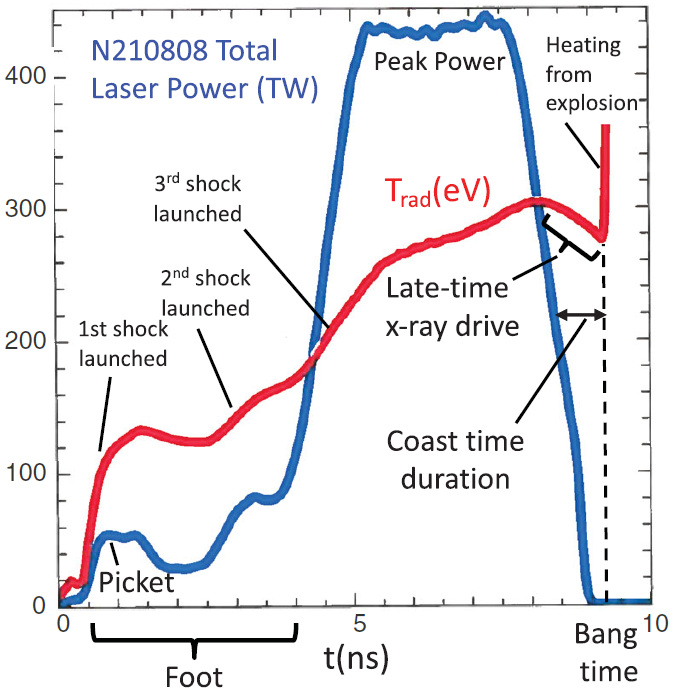 N210808 Total
Laser Power (TW)
Heating
from
explosion
Peak Power
400
3rd shock
launched
Trad(eV)
300
2nd shock
launched
Late-time
x-ray drive
1st shock
launched
200
Coast time
duration
100
Picket
0
0
5
10
Foot
t(ns)
Bang
time